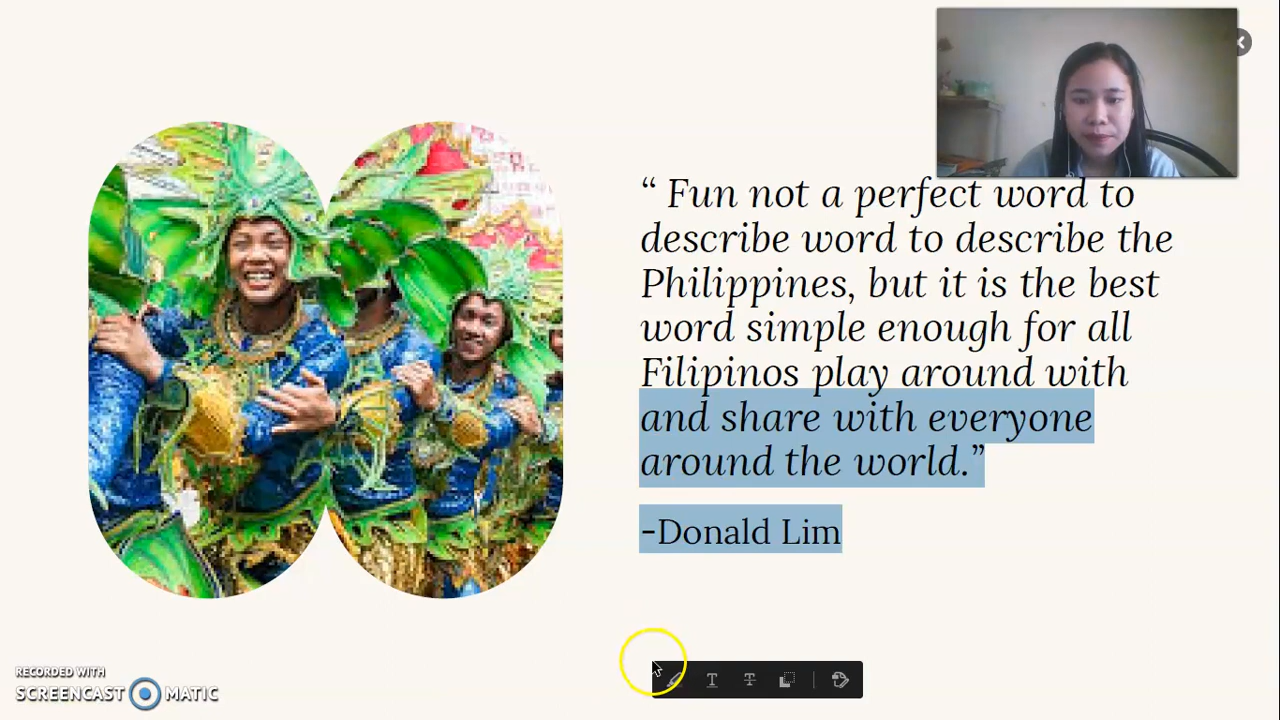 “ Fun not a perfect word to
describe word to describe the
Philippines, but it is the best
word simple enough for all
Filipinos play around with
and share with everyone
around the world.”
-Donald Lim
RECORDED WITH
SCREENCAST MATIC